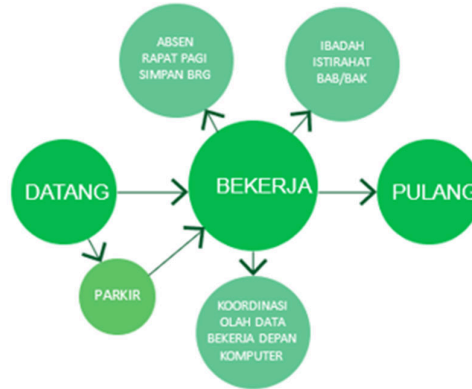 ABSEN
RAPAT PAGI
SIMPAN BRG
IBADAH
ISTIRAHAT
BAB/BAK
DATANG
BEKERJA
PULANG
PARKIR
KOORDINASI
OLAH DATA
BEKERJA DEPAN
KOMPUTER